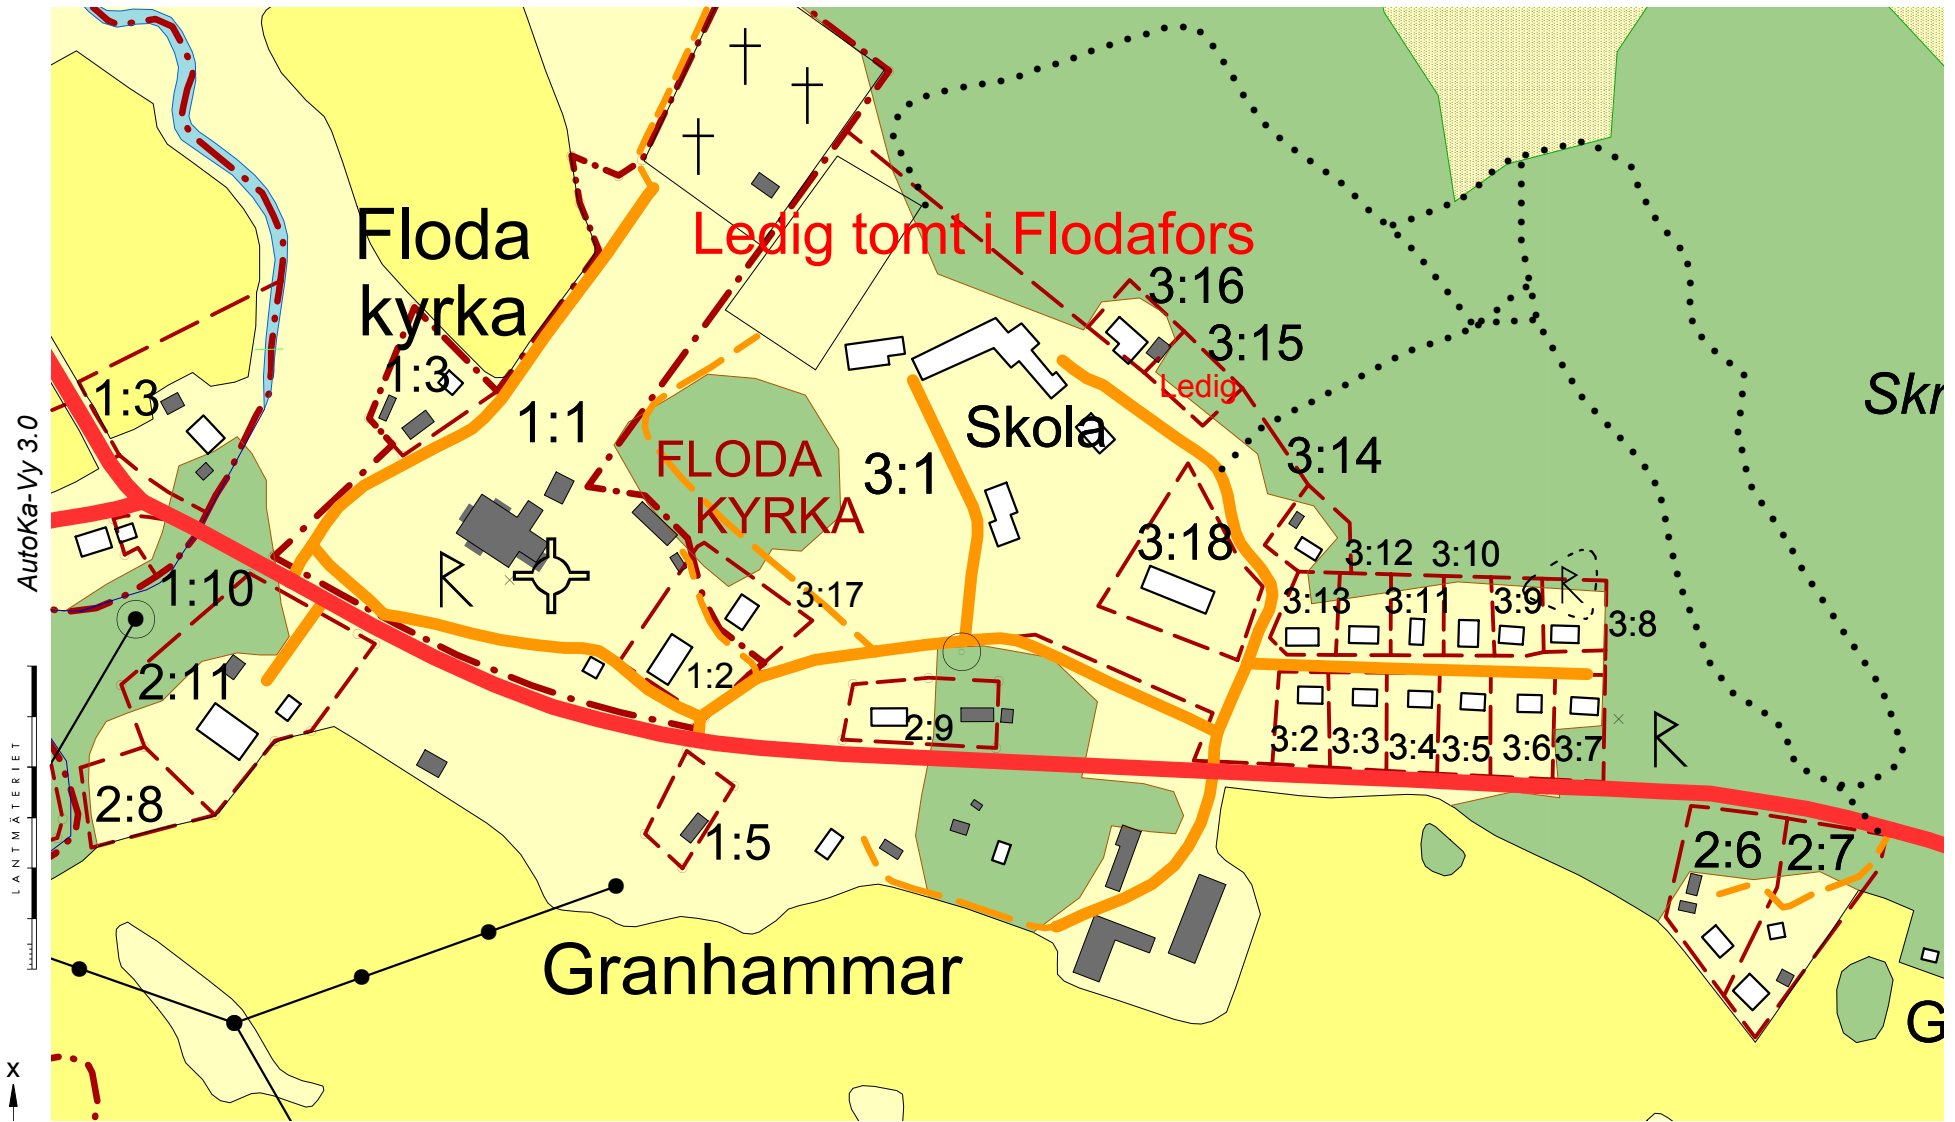 Floda
kyrka
Ledig tomt i Flodafors
3:16
3:15
Ledig
1:3
1:3
1:1
Skola
FLODA
KYRKA
3:1
3:14
3:18
3:12
3:10
3:13
3:11
3:9
3:8
1:10
3:17
1:2
2:11
2:9
3:2
3:3
3:4
3:5
3:6
3:7
2:8
1:5
2:6
2:7
Granhammar
Skr
G
AutoKa-Vy 3.0
LANTMÄTERIET
x
R
R
R